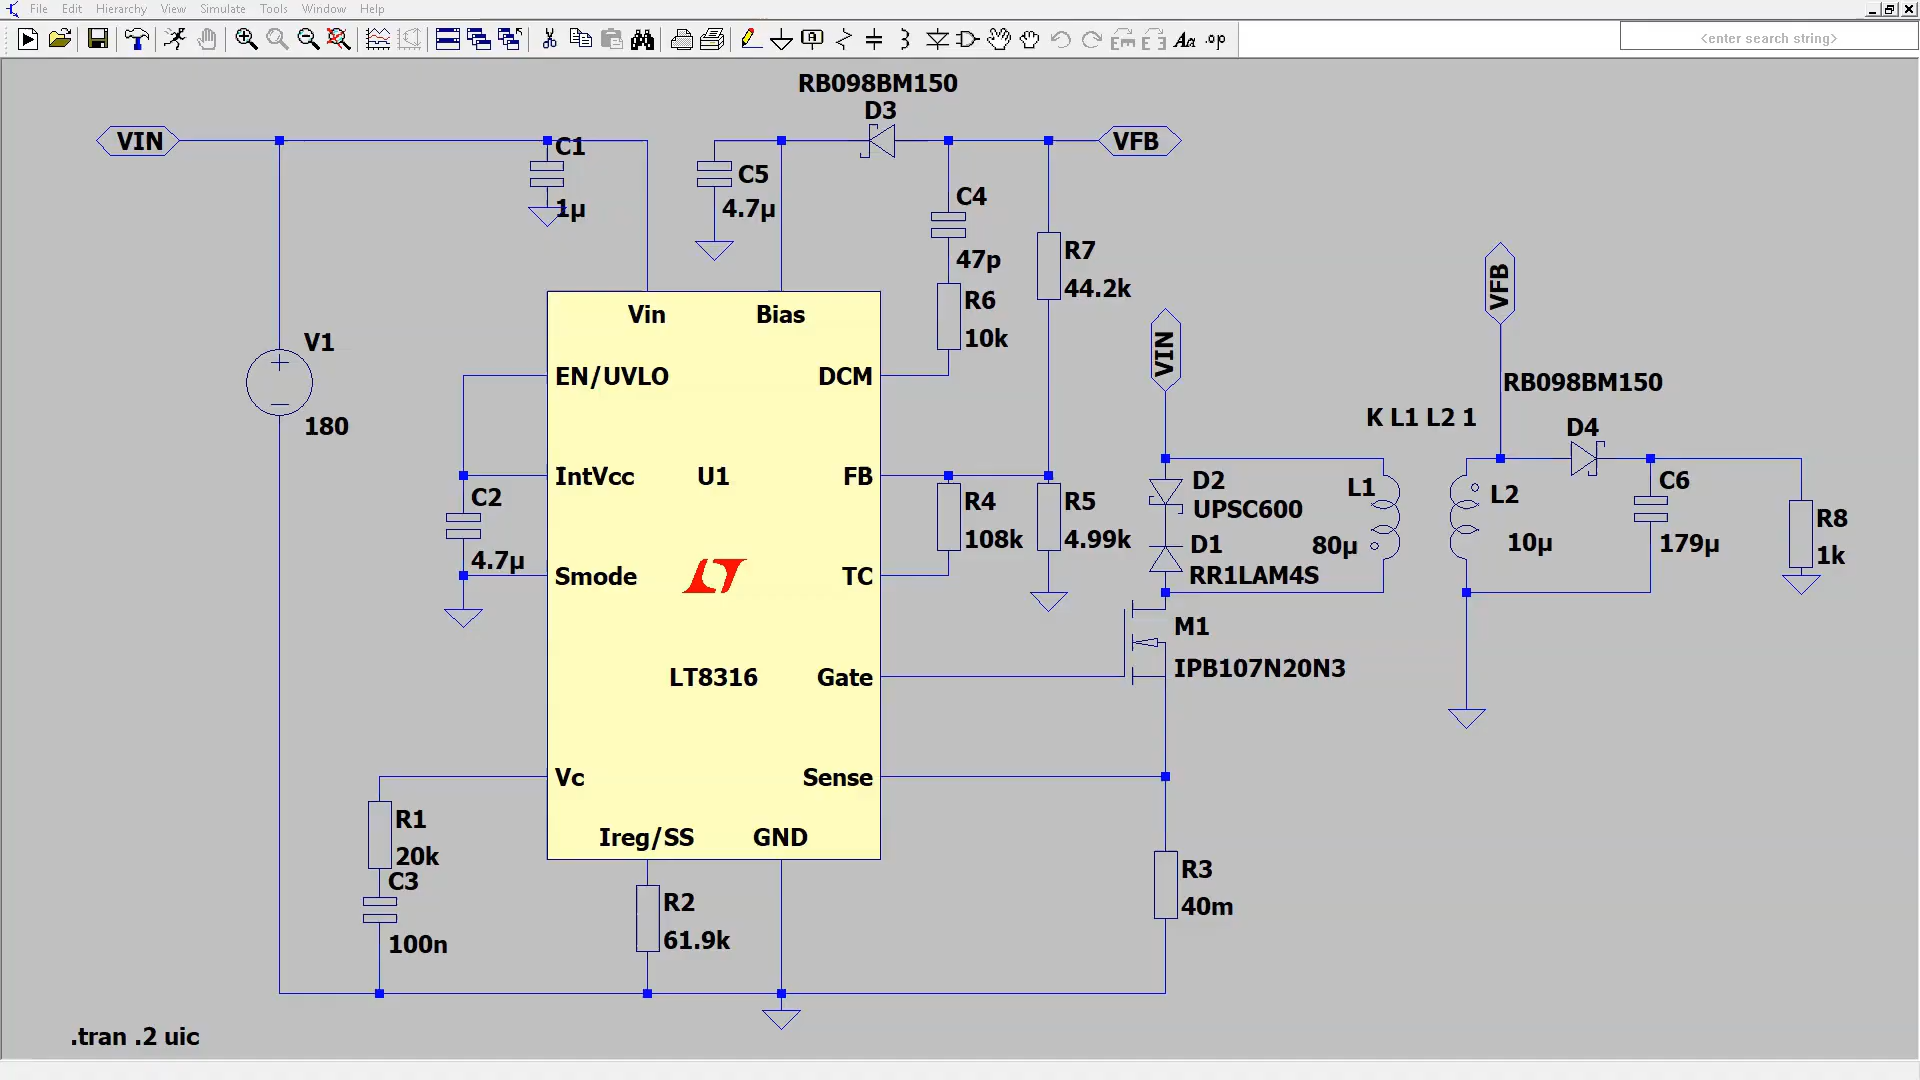 File Edit Hierarchy View Simulate Tools Window Help
<enter search string>
RB098BM150
D3
VIN
C1
1µ
C5
4.7µ
VFB
C4
47p
R7
44.2k
R6
10k
V1
180
Vin
Bias
EN/UVLO
DCM
IntVcc
U1
FB
C2
4.7µ
R4
108k
R5
4.99k
Smode
TC
LT8316
Gate
Vc
Sense
Ireg/SS
GND
R1
20k
C3
100n
R2
61.9k
R3
40m
VIN
D2
UPSC600
D1
RR1LAM4S
M1
IPB107N20N3
K L1 L2 1
L1
80µ
L2
10µ
VFB
RB098BM150
D4
C6
179µ
R8
1k
.tran .2 uic